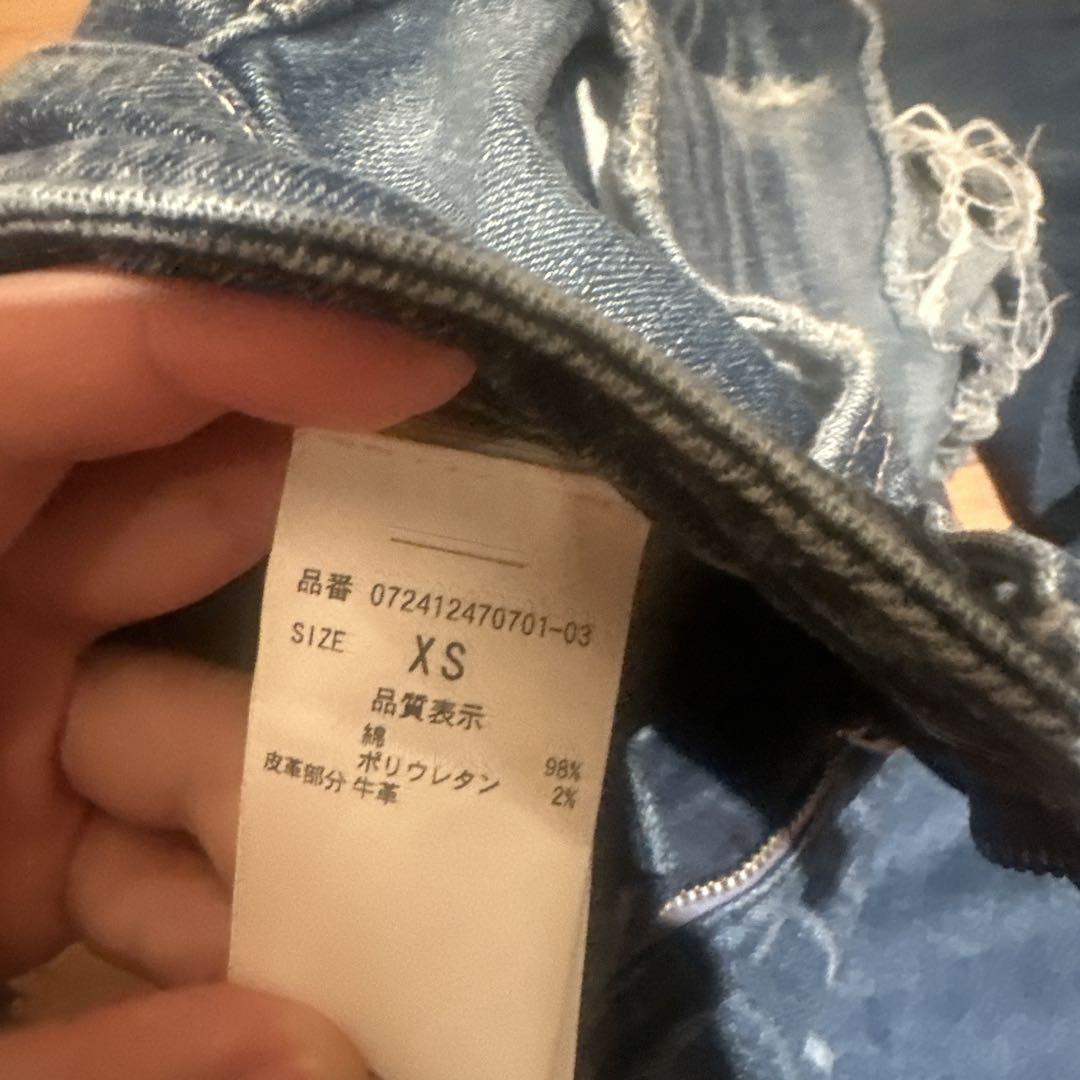 品番 072412470701-03
SIZE XS
品質表示
綿 98%
ポリウレタン 2%
皮革部分 牛革